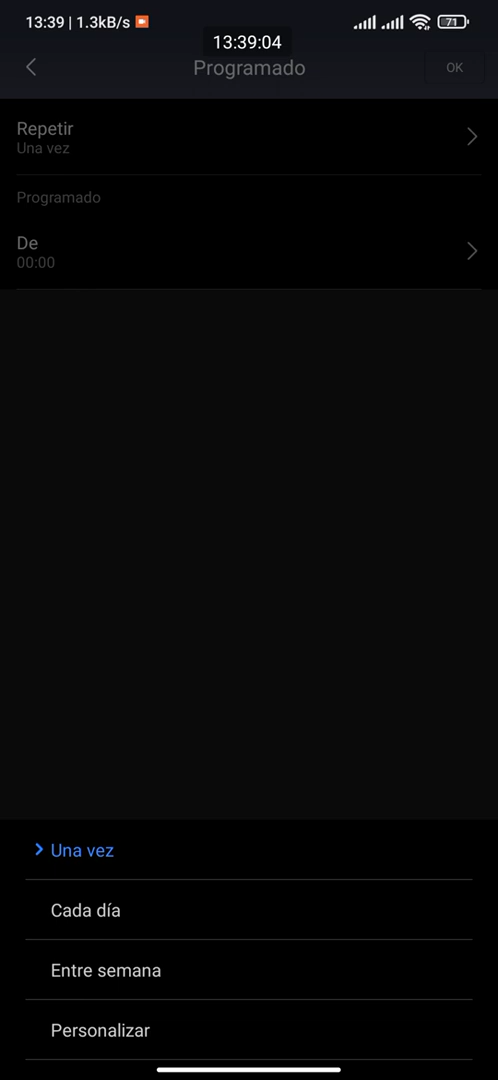 13:39 | 1.3kB/s
71
13:39:04
Programado
OK
Repetir
Una vez
Programado
De
00:00
Una vez
Cada día
Entre semana
Personalizar